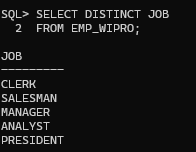 SQL> SELECT DISTINCT JOB
  2  FROM EMP_WIPRO;

JOB
---------
CLERK
SALESMAN
MANAGER
ANALYST
PRESIDENT